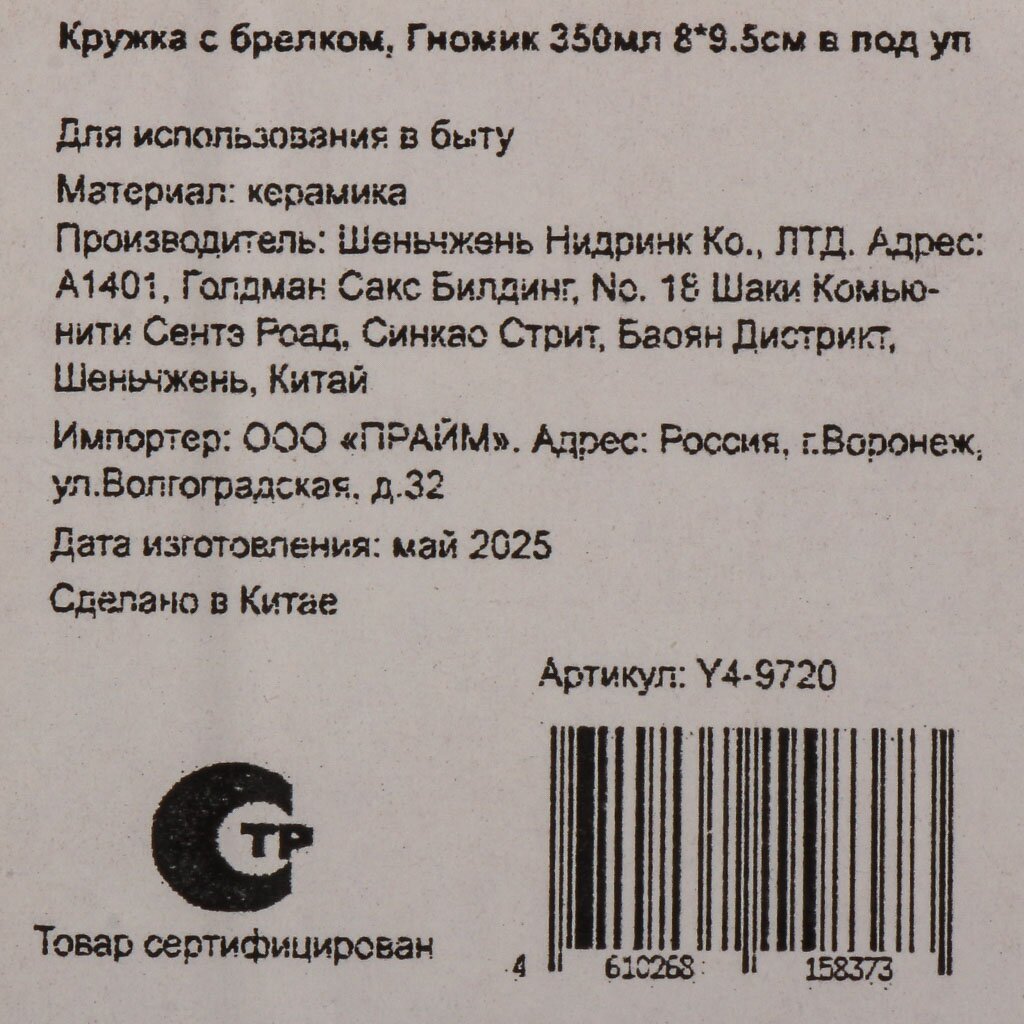 Кружка с брелком, Гномик 350мл 8*9.5см в под уп
Для использования в быту
Материал: керамика
Производитель: Шеньчжень Нидринк Ко., ЛТД. Адрес:
А1401, Голдман Сакс Билдинг, No. 18 Шаки Комью-
нити Сентэ Роад, Синкао Стрит, Баоян Дистрикт,
Шеньчжень, Китай
Импортер: ООО «ПРАЙМ». Адрес: Россия, г.Воронеж,
ул.Волгоградская, д.32
Дата изготовления: май 2025
Сделано в Китае
Артикул: Y4-9720
СТР
Товар сертифицирован
4 610268 158373